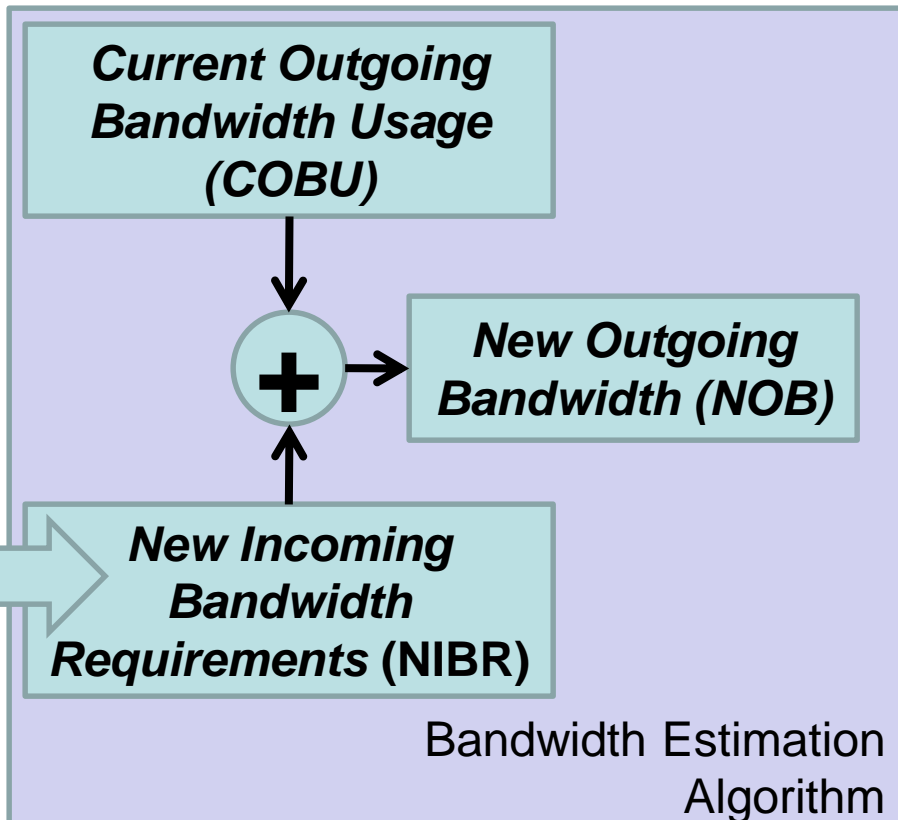 Current Outgoing
Bandwidth Usage
(COBU)
+
New Outgoing
Bandwidth (NOB)
New Incoming
Bandwidth
Requirements (NIBR)
Bandwidth Estimation
Algorithm